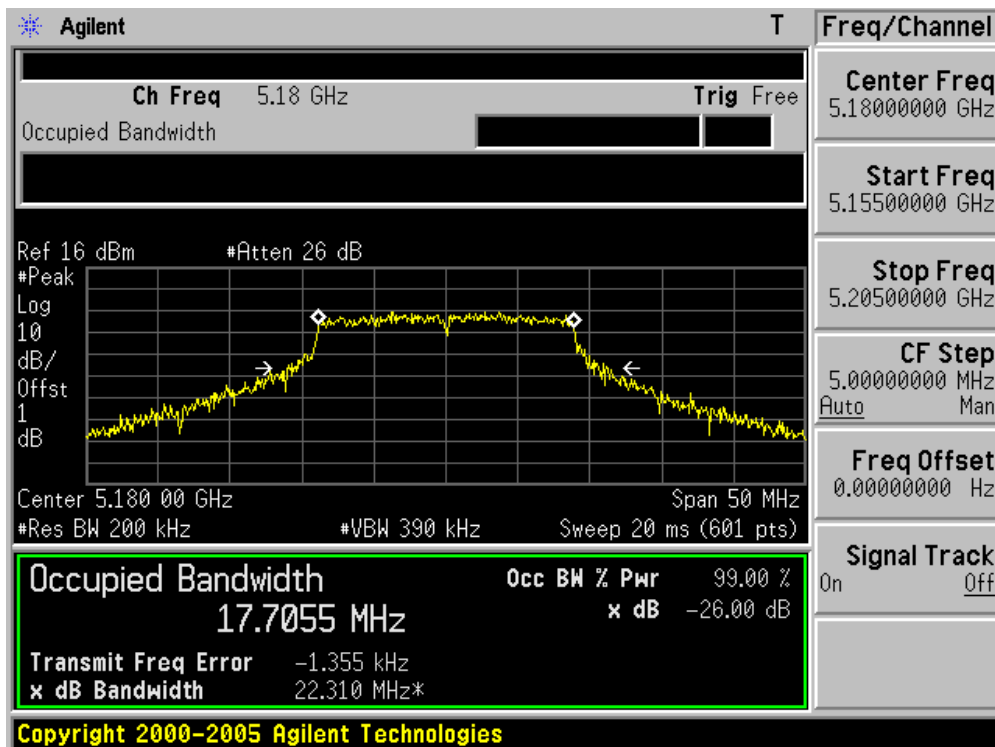 Agilent T
Freq/Channel
Ch Freq 5.18 GHz Trig Free
Occupied Bandwidth
Center Freq
5.18000000 GHz
Start Freq
5.15500000 GHz
Stop Freq
5.20500000 GHz
CF Step
5.00000000 MHz
Auto Man
Freq Offset
0.00000000 Hz
Signal Track
On Off
Ref 16 dBm #Atten 26 dB
#Peak
Log
10
dB/
Offst
1
dB
Center 5.180 00 GHz Span 50 MHz
#Res BW 200 kHz #VBW 390 kHz Sweep 20 ms (601 pts)
Occupied Bandwidth
17.7055 MHz
Occ BW % Pwr 99.00 %
x dB -26.00 dB
Transmit Freq Error -1.355 kHz
x dB Bandwidth 22.310 MHz*
Copyright 2000-2005 Agilent Technologies